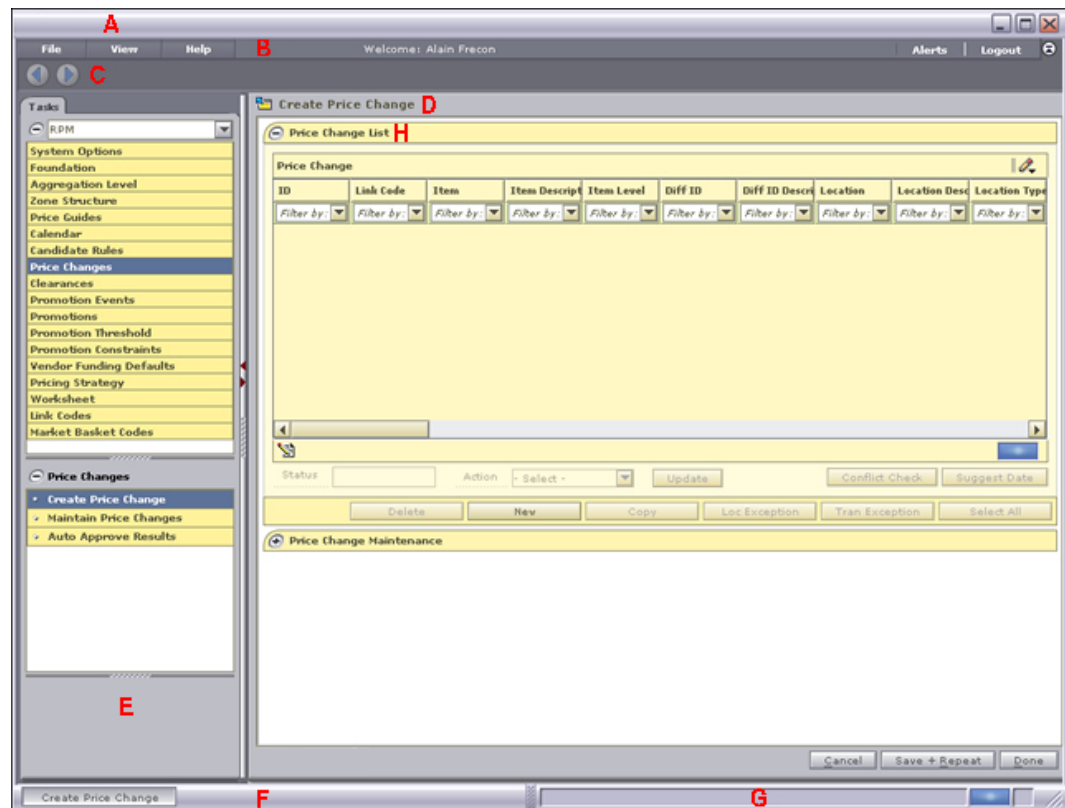 A
File View Help B Welcome: Alain Frecon Alerts | Logout
C
Tasks
RPM
System Options
Foundation
Aggregation Level
Zone Structure
Price Guides
Calendar
Candidate Rules
Price Changes
Clearances
Promotion Events
Promotions
Promotion Threshold
Promotion Constraints
Vendor Funding Defaults
Pricing Strategy
Worksheet
Link Codes
Market Basket Codes
Price Changes
Create Price Change
Maintain Price Changes
Auto Approve Results
E
Create Price Change D
Price Change List H
Price Change
ID Link Code Item Item Descript Item Level Diff ID Diff ID Descri Location Location Desc Location Type
Filter by: Filter by: Filter by: Filter by: Filter by: Filter by: Filter by: Filter by: Filter by: Filter by:
Status Action - Select - Update Conflict Check Suggest Date
Delete New Copy Loc Exception Tran Exception Select All
Price Change Maintenance
Cancel Save + Repeat Done
Create Price Change F G